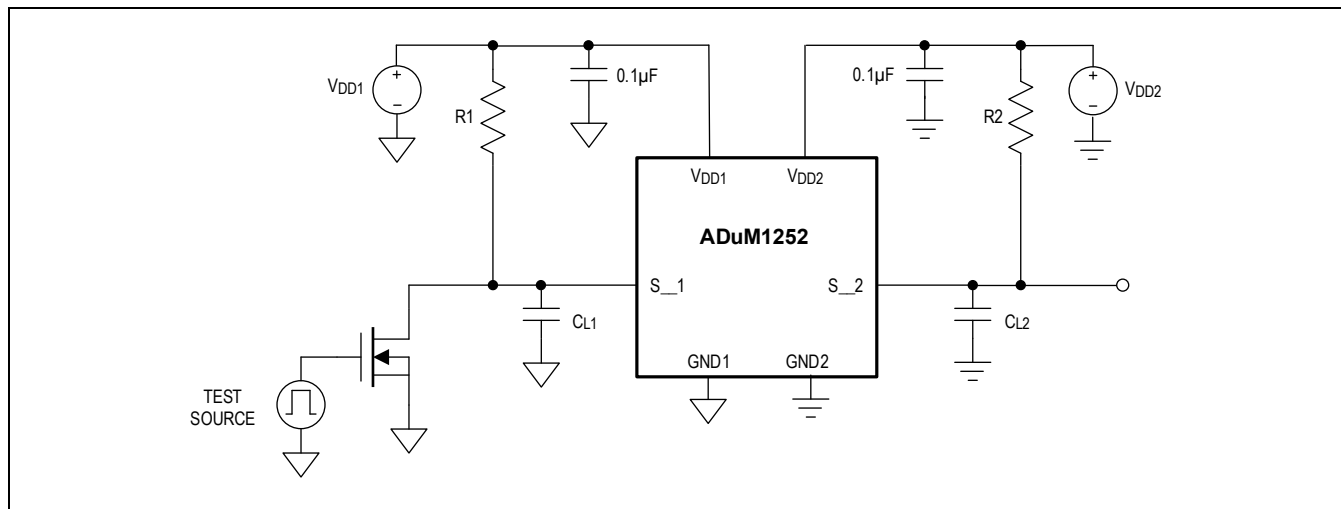 VDD1
R1
0.1µF
0.1µF
R2
VDD2
VDD1
VDD2
ADuM1252
S__1
S__2
CL1
CL2
GND1
GND2
TEST
SOURCE